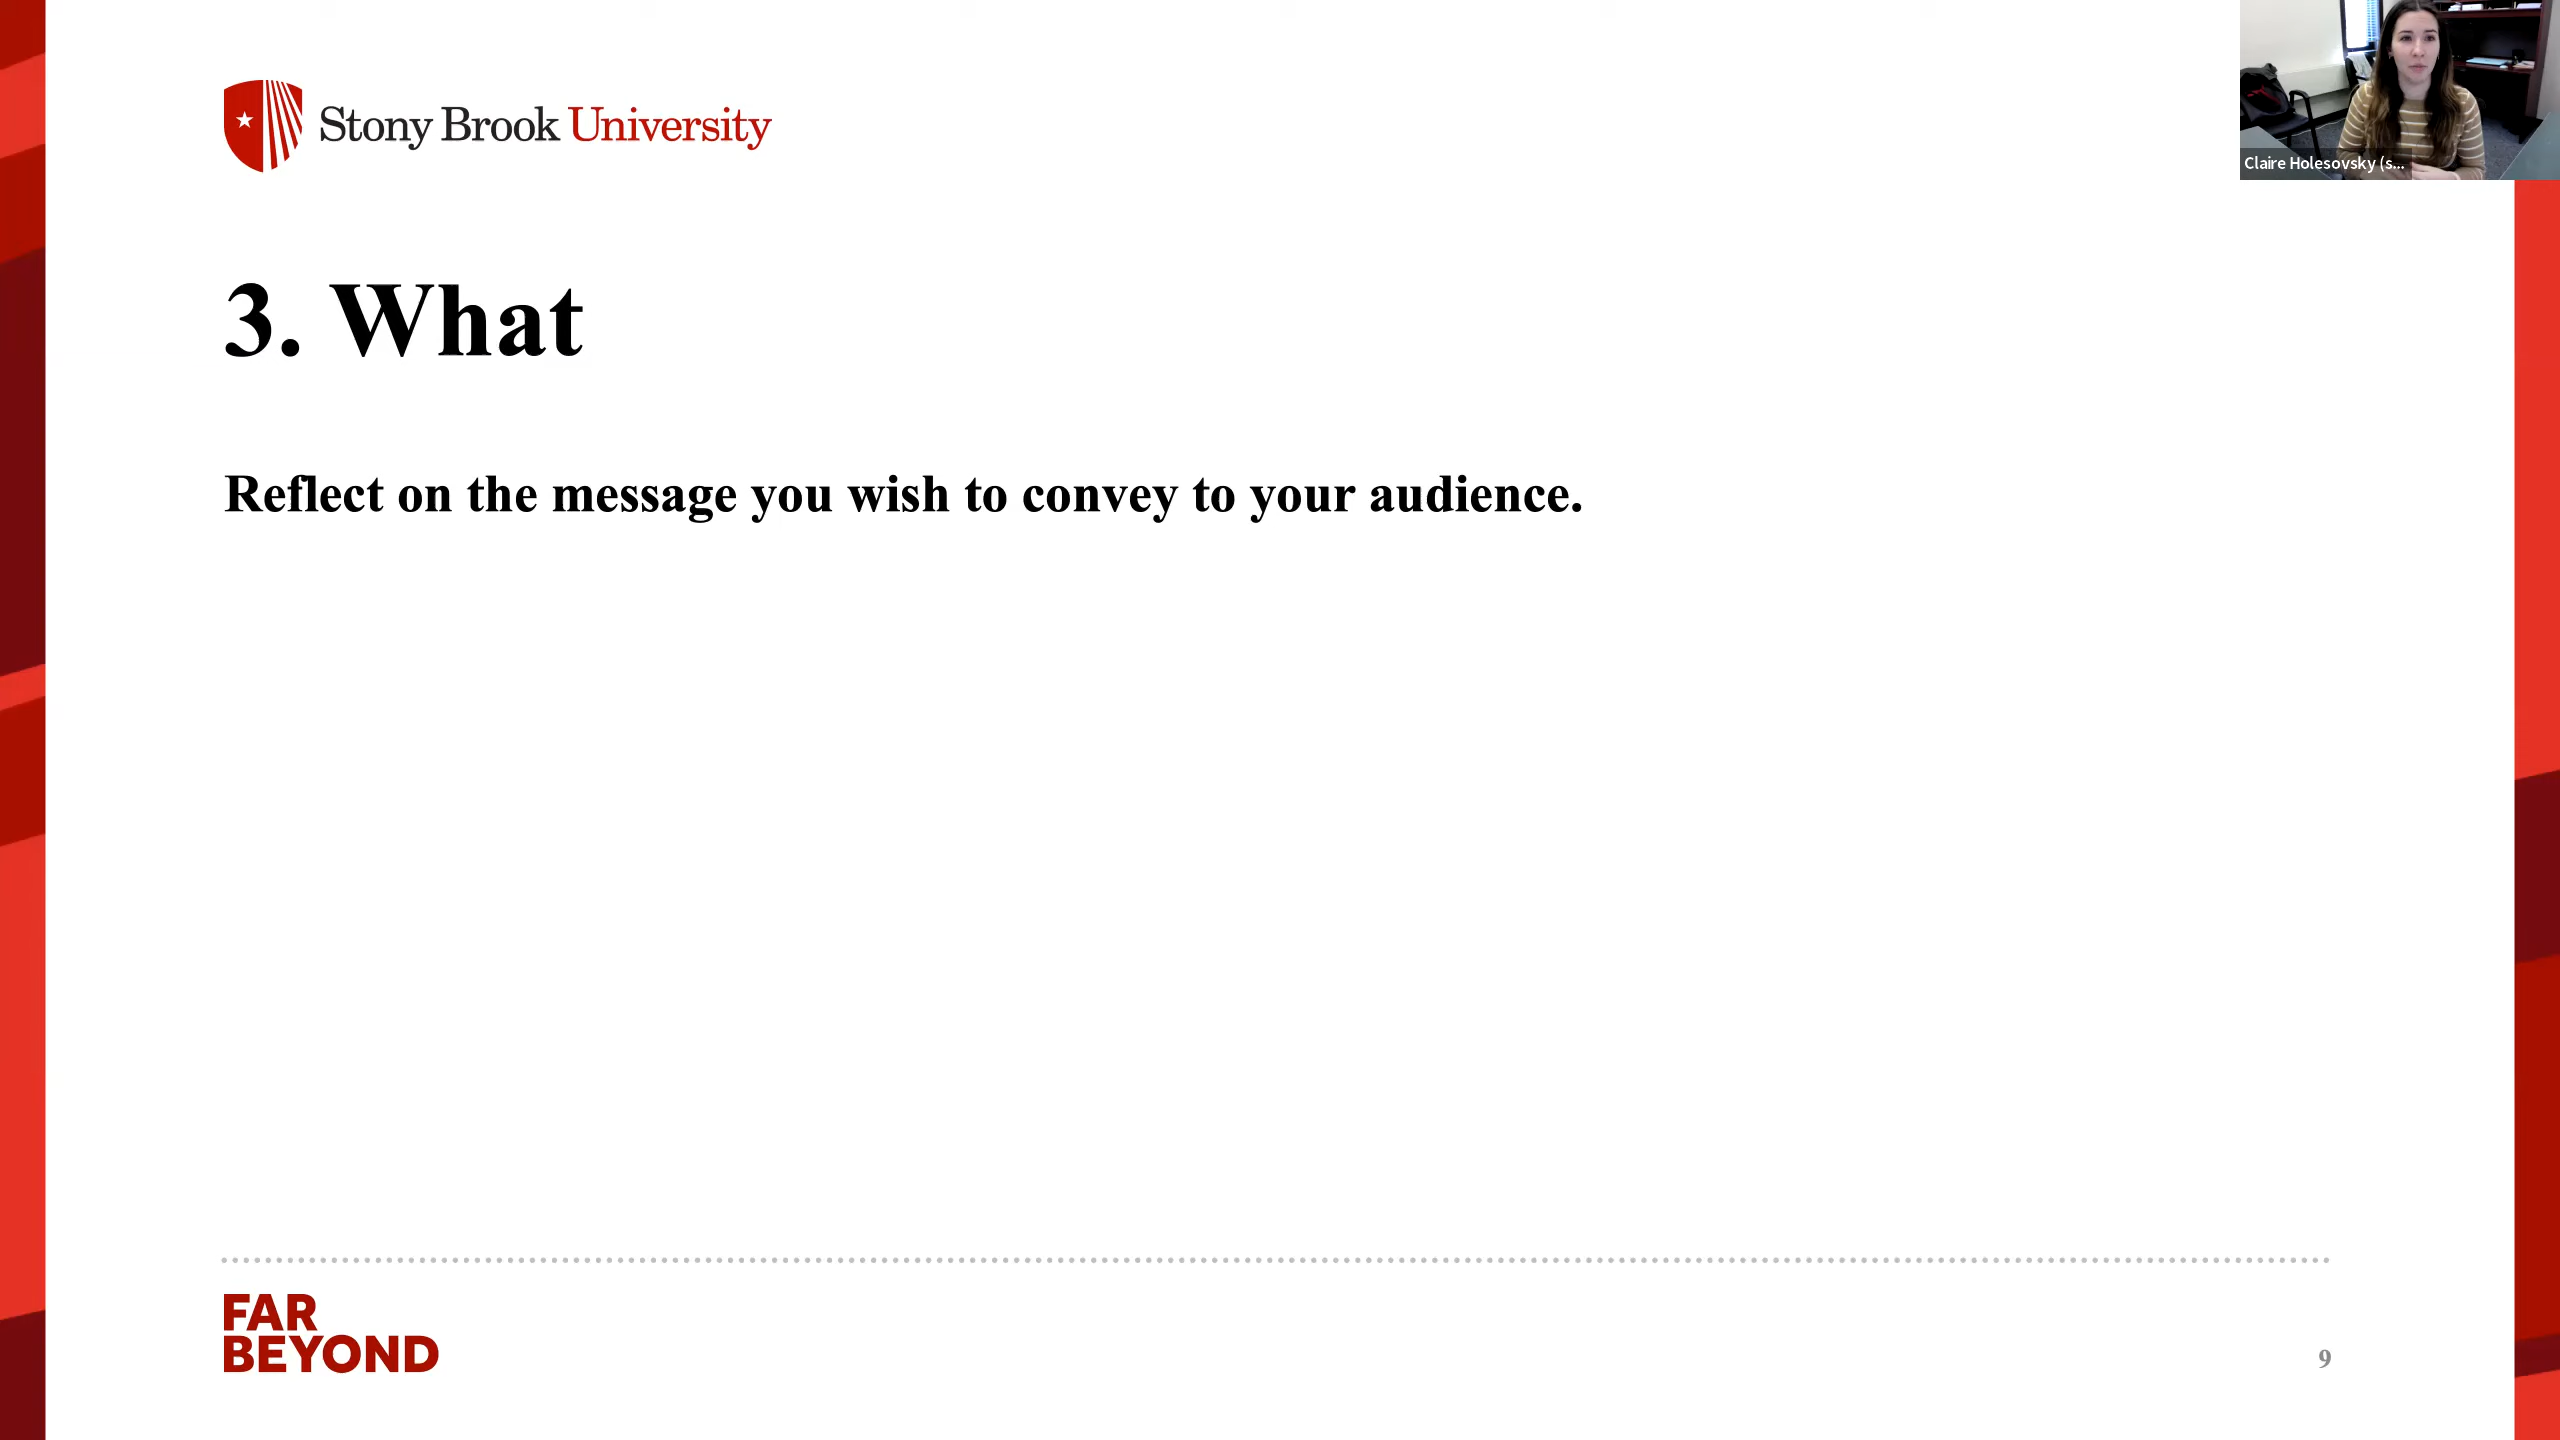 Stony Brook University
Claire Holesovsky (s...
3. What
Reflect on the message you wish to convey to your audience.
FAR
BEYOND
9